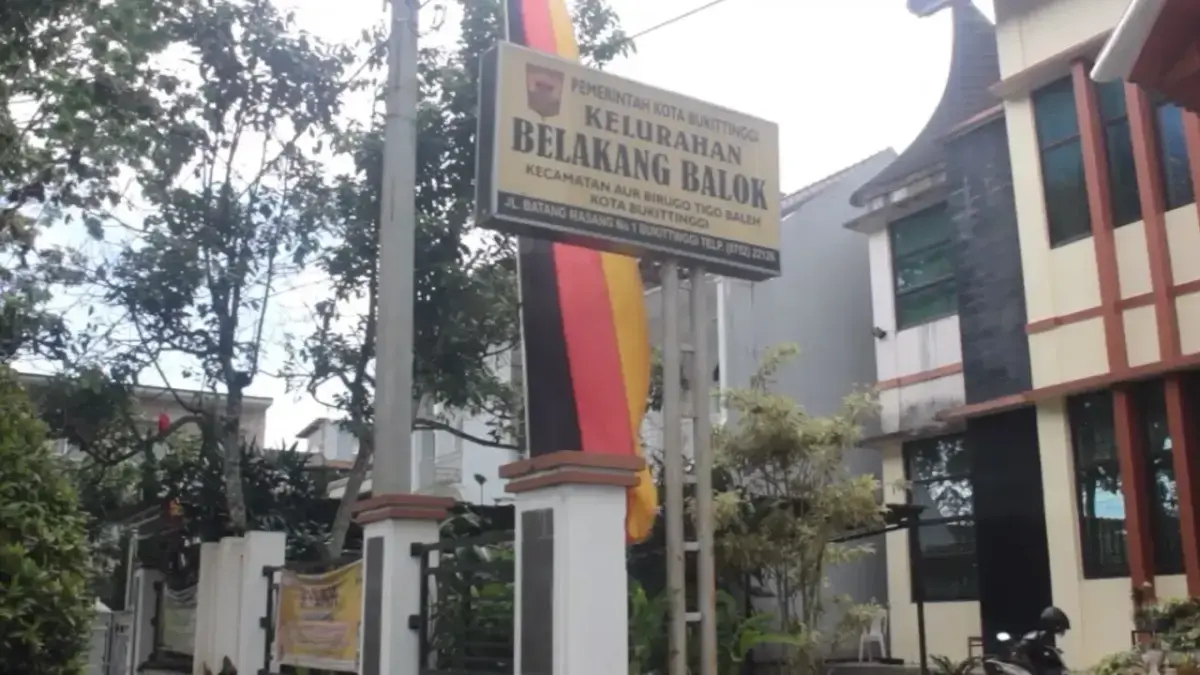 PEMERINTAH KOTA BUKITTINGGI
KELURAHAN
BELAKANG BALOK
KECAMATAN AUR BIRUGO TIGO BALEH
KOTA BUKITTINGGI
JL. BATANG MASANG No 1 BUKITTINGGI TELP. (0752) 22126